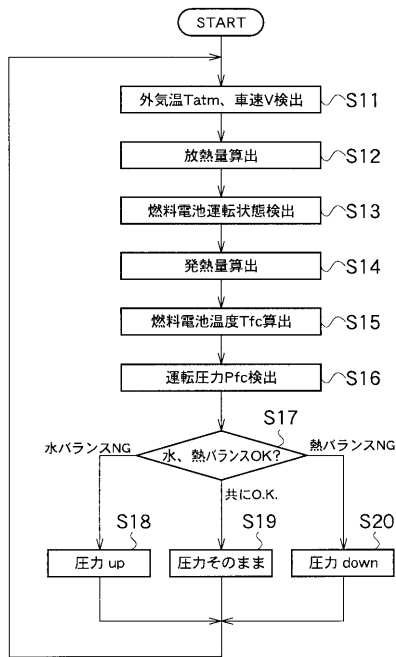 START
外気温Tatm、車速V検出
S11
放熱量算出
S12
燃料電池運転状態検出
S13
発熱量算出
S14
燃料電池温度Tfc算出
S15
運転圧力Pfc検出
S16
S17
水バランスNG
水、熱バランスOK?
熱バランスNG
共にO.K.
S18
S19
S20
圧力 up
圧力そのまま
圧力 down